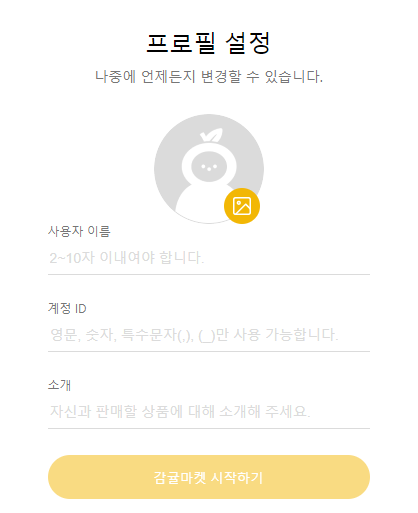 프로필 설정
나중에 언제든지 변경할 수 있습니다.
사용자 이름
2~10자 이내여야 합니다.
계정 ID
영문, 숫자, 특수문자(,), (_)만 사용 가능합니다.
소개
자신과 판매할 상품에 대해 소개해 주세요.
감귤마켓 시작하기